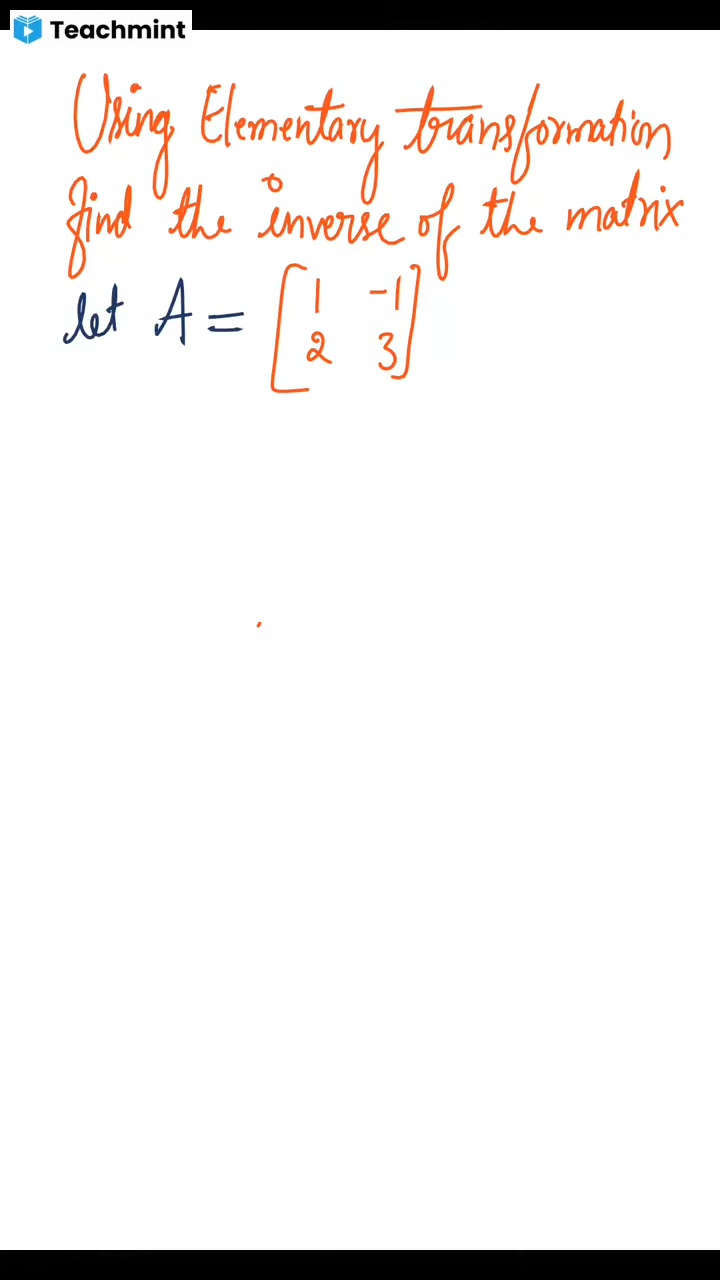 Teachmint
Using Elementary transformation
find the inverse of the matrix
let A = [1 -1
2 3]